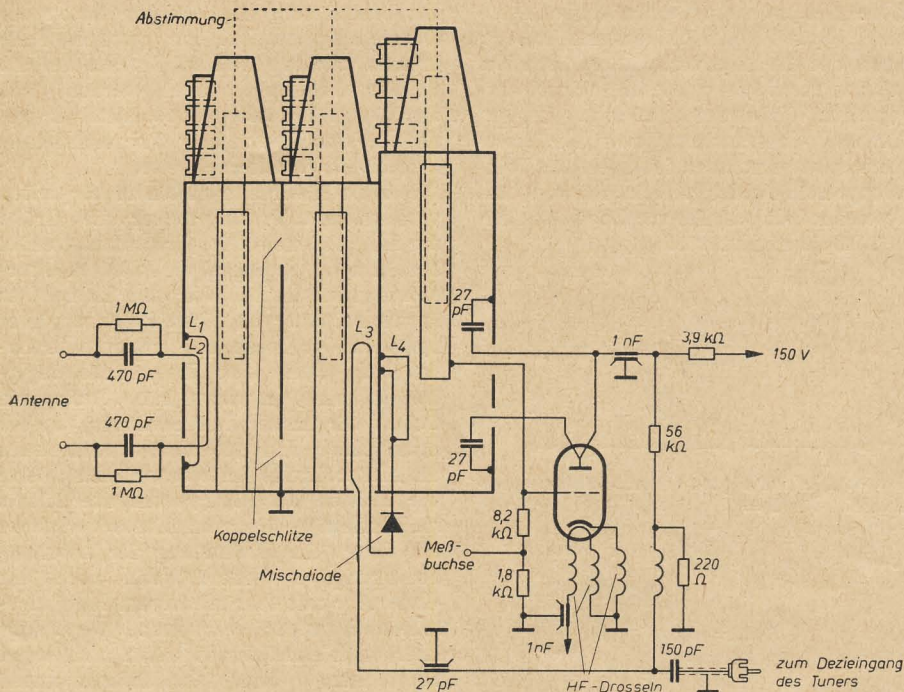 Abstimmung
1 MΩ
470 pF
Antenne
470 pF
1 MΩ
L1
L2
L3
L4
Koppelschlitze
Mischdiode
27
pF
27
pF
1 nF
3,9 kΩ
150 V
56
kΩ
8,2
kΩ
Meß-
buchse
1,8
kΩ
220
Ω
1nF
27 pF
HF-Drosseln
150 pF
zum Dezieingang
des Tuners